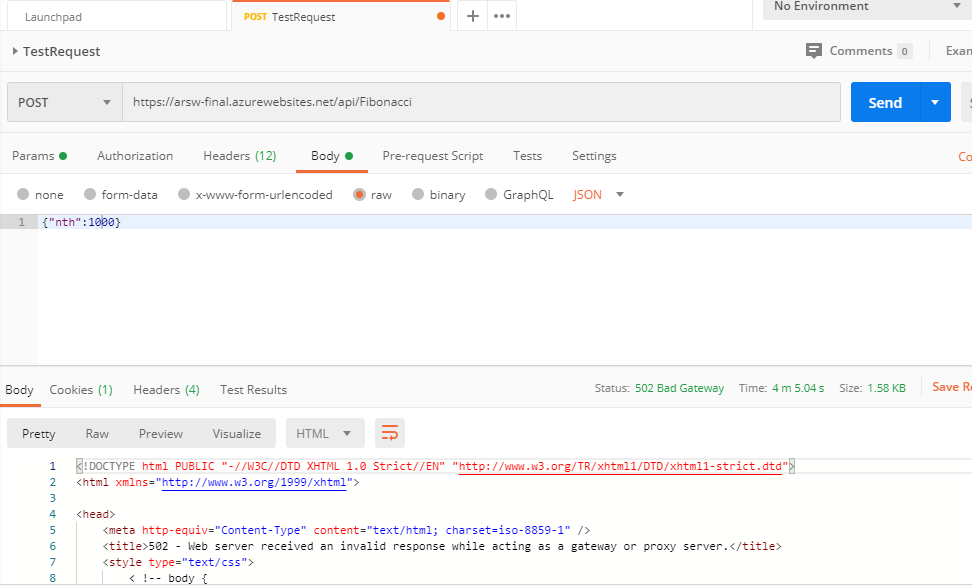 Launchpad
POST TestRequest
No Environment
TestRequest
Comments 0
POST https://arsw-final.azurewebsites.net/api/Fibonacci
Send
Params Authorization Headers (12) Body Pre-request Script Tests Settings
none form-data x-www-form-urlencoded raw binary GraphQL JSON
1 {"nth":1000}
Body Cookies (1) Headers (4) Test Results Status: 502 Bad Gateway Time: 4 m 5.04 s Size: 1.58 KB Save
Pretty Raw Preview Visualize HTML
1 <!DOCTYPE html PUBLIC "-//W3C//DTD XHTML 1.0 Strict//EN" "http://www.w3.org/TR/xhtml1/DTD/xhtml1-strict.dtd">
2 <html xmlns="http://www.w3.org/1999/xhtml">
3
4 <head>
5 <meta http-equiv="Content-Type" content="text/html; charset=iso-8859-1" />
6 <title>502 - Web server received an invalid response while acting as a gateway or proxy server.</title>
7 <style type="text/css">
8 < !-- body {